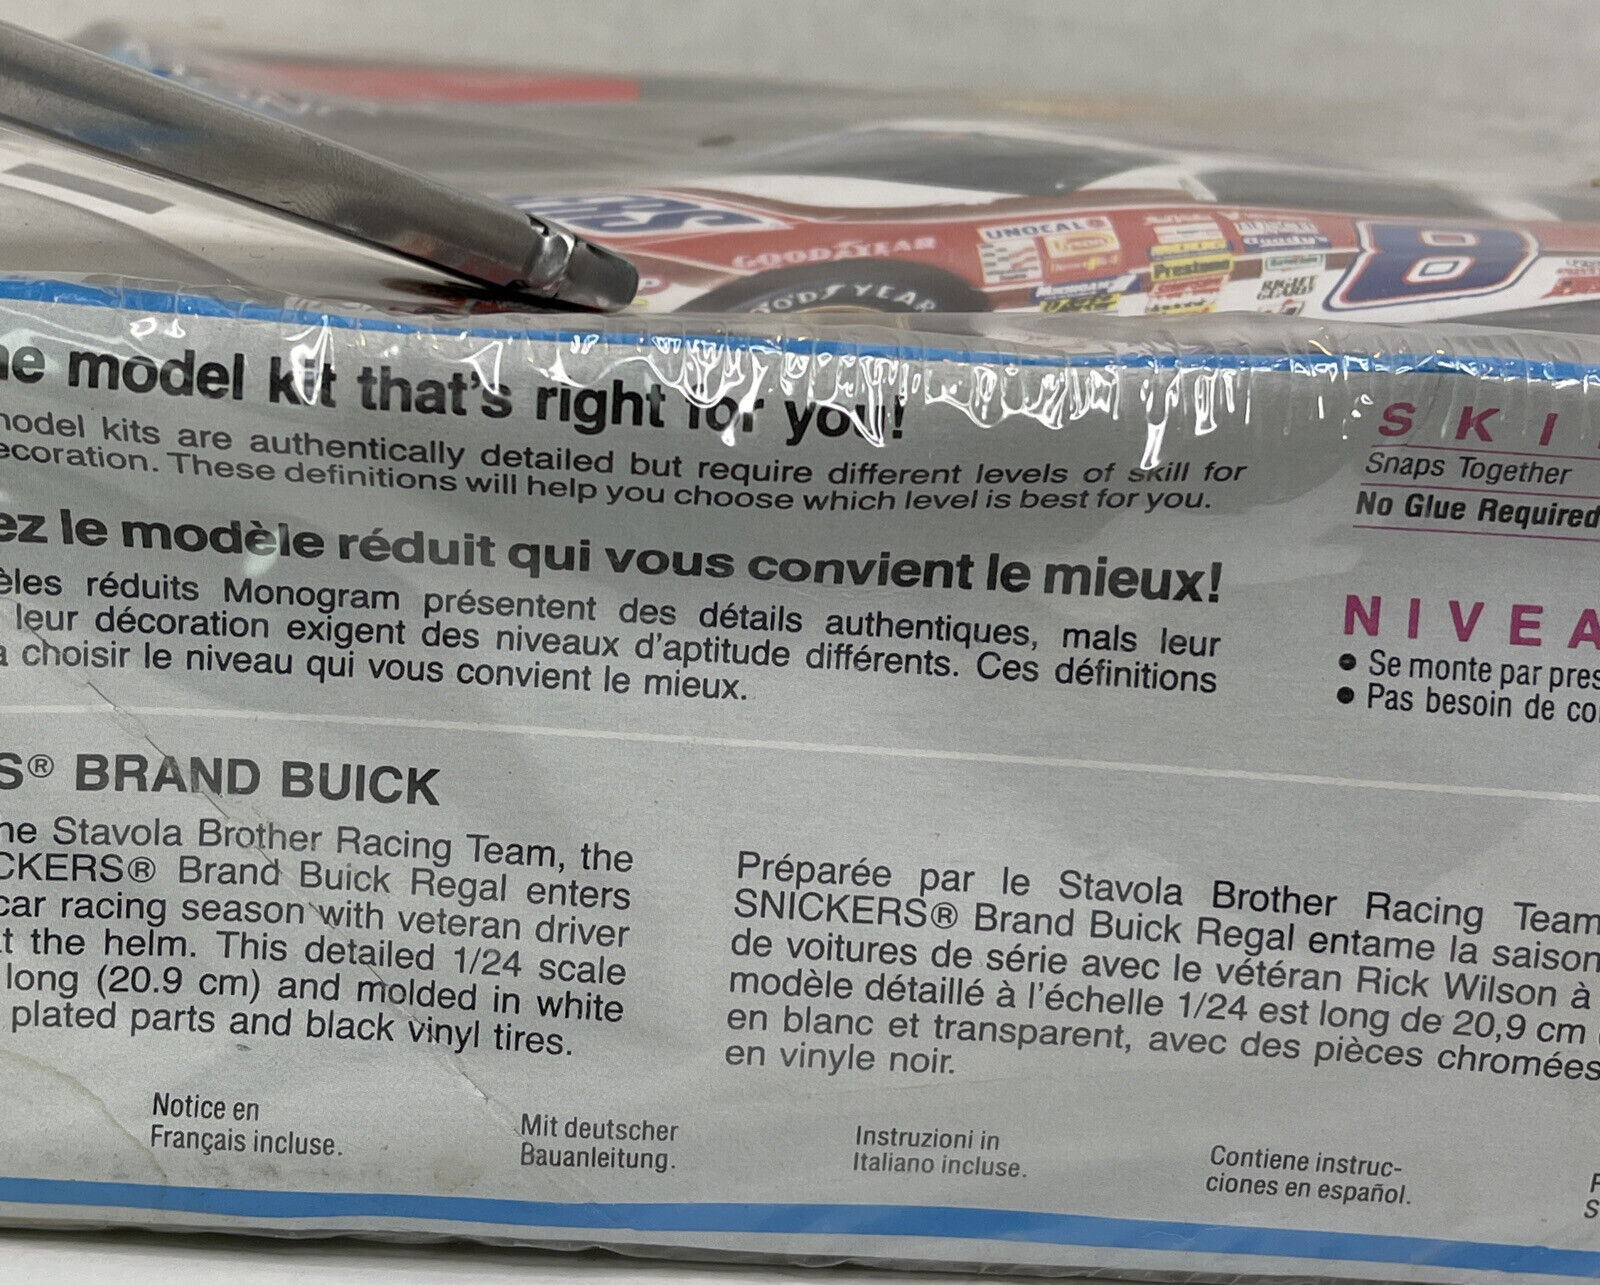 UNOCAL
GOODYEAR
Prestone
8
GOODYEAR
model kit that's right for you!
model kits are authentically detailed but require different levels of skill for
decoration. These definitions will help you choose which level is best for you.
le modèle réduit qui vous convient le mieux!
réduits Monogram présentent des détails authentiques, mais leur
leur décoration exigent des niveaux d'aptitude différents. Ces définitions
à choisir le niveau qui vous convient le mieux.
SKI
Snaps Together
No Glue Required
NIVEA
• Se monte par pres
• Pas besoin de co
S® BRAND BUICK
Stavola Brother Racing Team, the
CKERS® Brand Buick Regal enters
car racing season with veteran driver
at the helm. This detailed 1/24 scale
long (20.9 cm) and molded in white
plated parts and black vinyl tires.
Préparée par le Stavola Brother Racing Team
SNICKERS® Brand Buick Regal entame la saison
de voitures de série avec le vétéran Rick Wilson à
modèle détaillé à l'échelle 1/24 est long de 20,9 cm
en blanc et transparent, avec des pièces chromées
en vinyle noir.
Notice en
Français incluse.
Mit deutscher
Bauanleitung.
Instruzioni in
Italiano incluse.
Contiene instruc-
ciones en español.